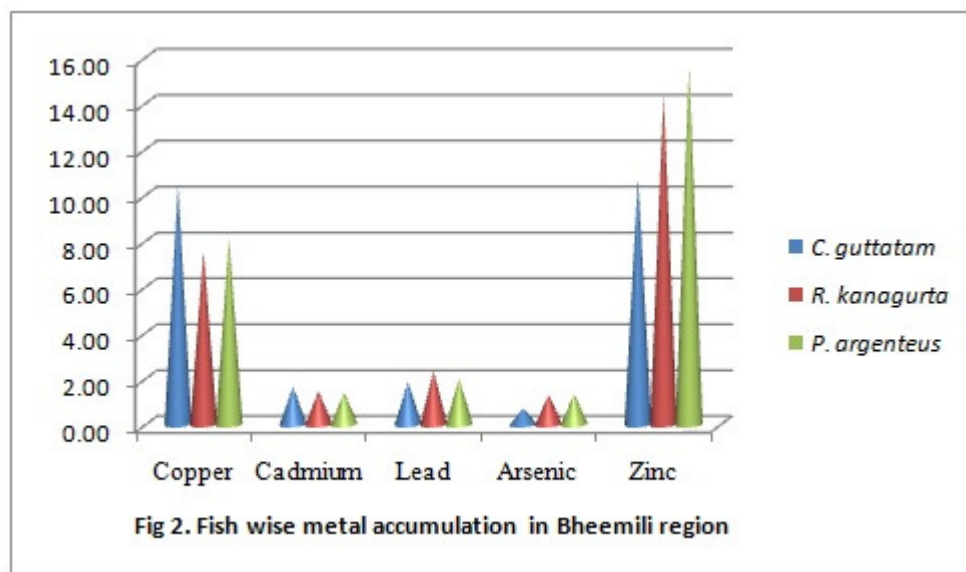 16.00
14.00
12.00
10.00
8.00
6.00
4.00
2.00
0.00
Copper Cadmium Lead Arsenic Zinc
C. guttatam
R. kanagurta
P. argenteus
Fig 2. Fish wise metal accumulation in Bheemili region